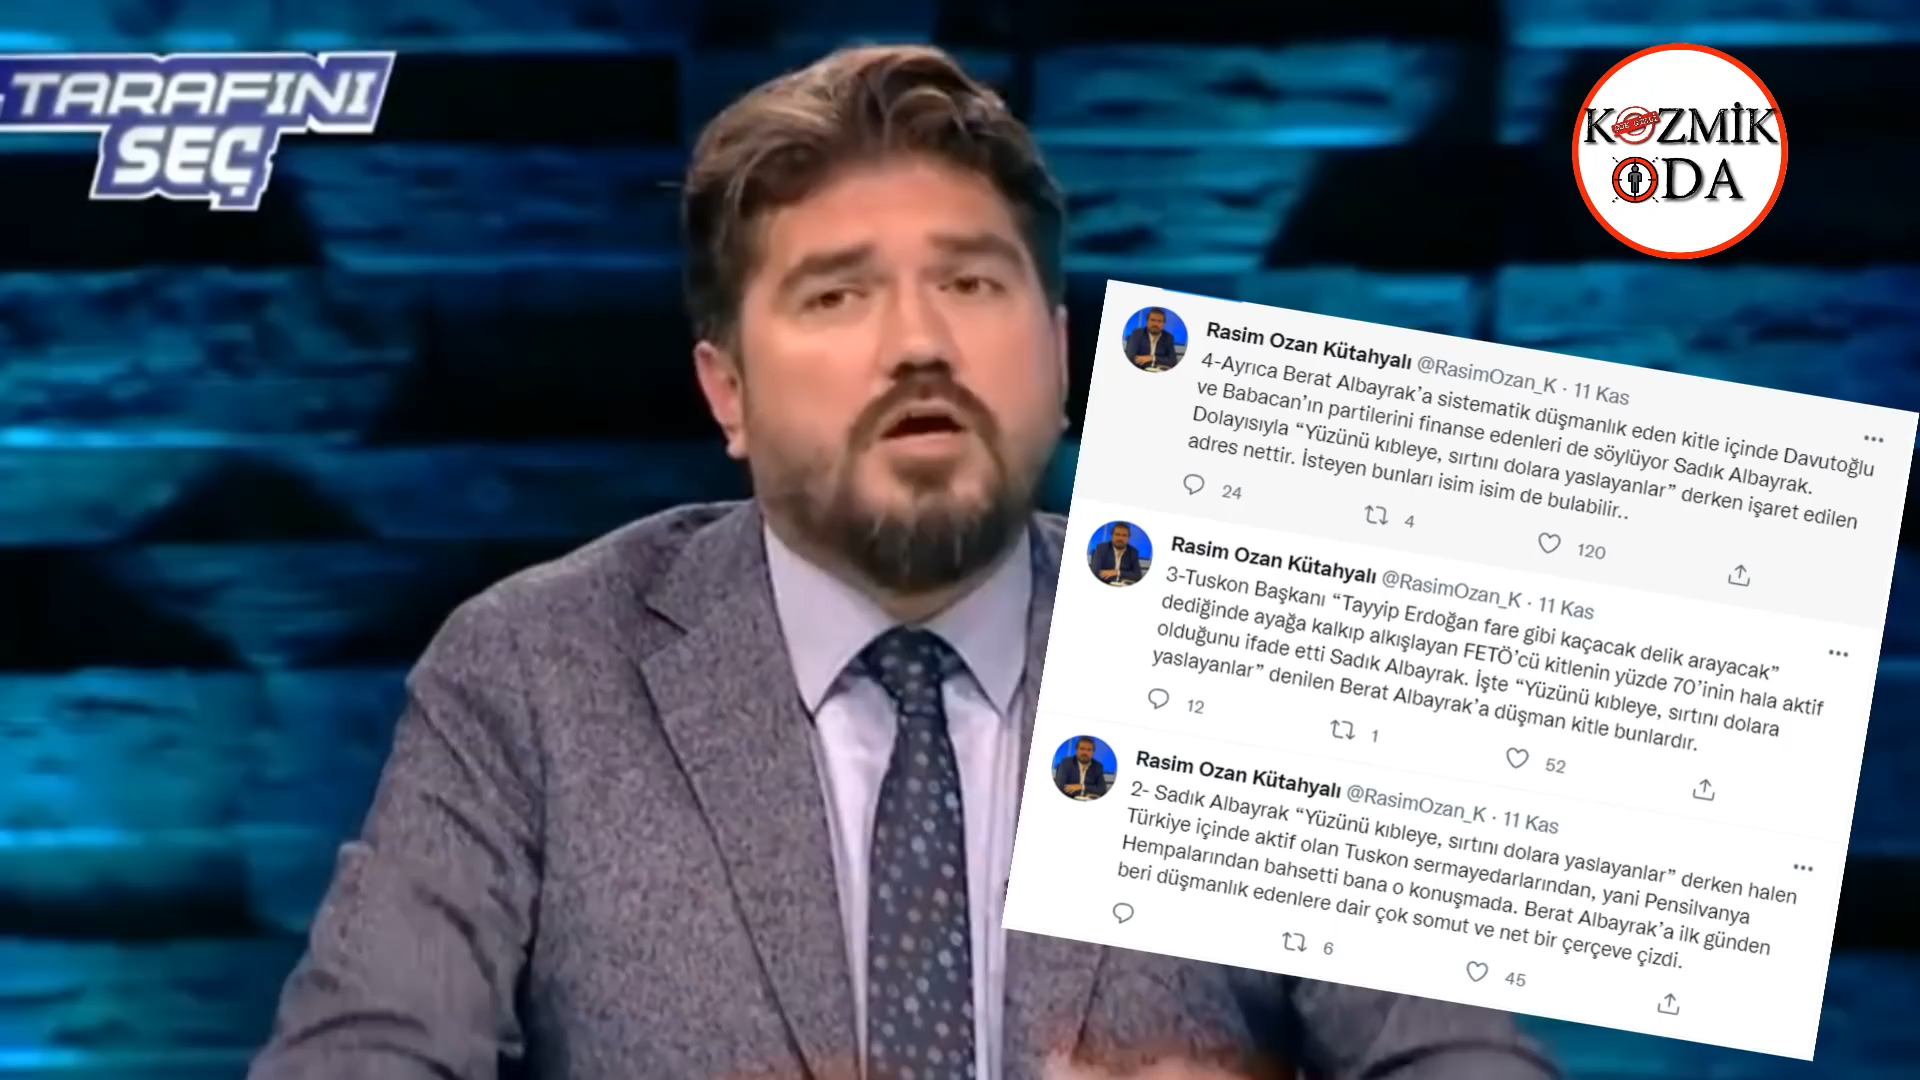 TARAFINI
SEÇ
KOZMİK
ODA
Rasim Ozan Kütahyalı @RasimOzan_K · 11 Kas
4-Ayrıca Berat Albayrak’a sistematik düşmanlık eden kitle içinde Davutoğlu
ve Babacan’ın partilerini finanse edenleri de söylüyor Sadık Albayrak.
Dolayısıyla “Yüzünü kıbleye, sırtını dolara yaslayanlar” derken işaret edilen
adres nettir. İsteyen bunları isim isim de bulabilir..
24 4 120
Rasim Ozan Kütahyalı @RasimOzan_K · 11 Kas
3-Tuskon Başkanı “Tayyip Erdoğan fare gibi kaçacak delik arayacak”
dediğinde ayağa kalkıp alkışlayan FETÖ’cü kitlenin yüzde 70’inin hala aktif
olduğunu ifade etti Sadık Albayrak. İşte “Yüzünü kıbleye, sırtını dolara
yaslayanlar” denilen Berat Albayrak’a düşman kitle bunlardır.
12 1 52
Rasim Ozan Kütahyalı @RasimOzan_K · 11 Kas
2- Sadık Albayrak “Yüzünü kıbleye, sırtını dolara yaslayanlar” derken halen
Türkiye içinde aktif olan Tuskon sermayedarlarından, yani Pensilvanya
Hempalarından bahsetti bana o konuşmada. Berat Albayrak’a ilk günden
beri düşmanlık edenlere dair çok somut ve net bir çerçeve çizdi.
6 45